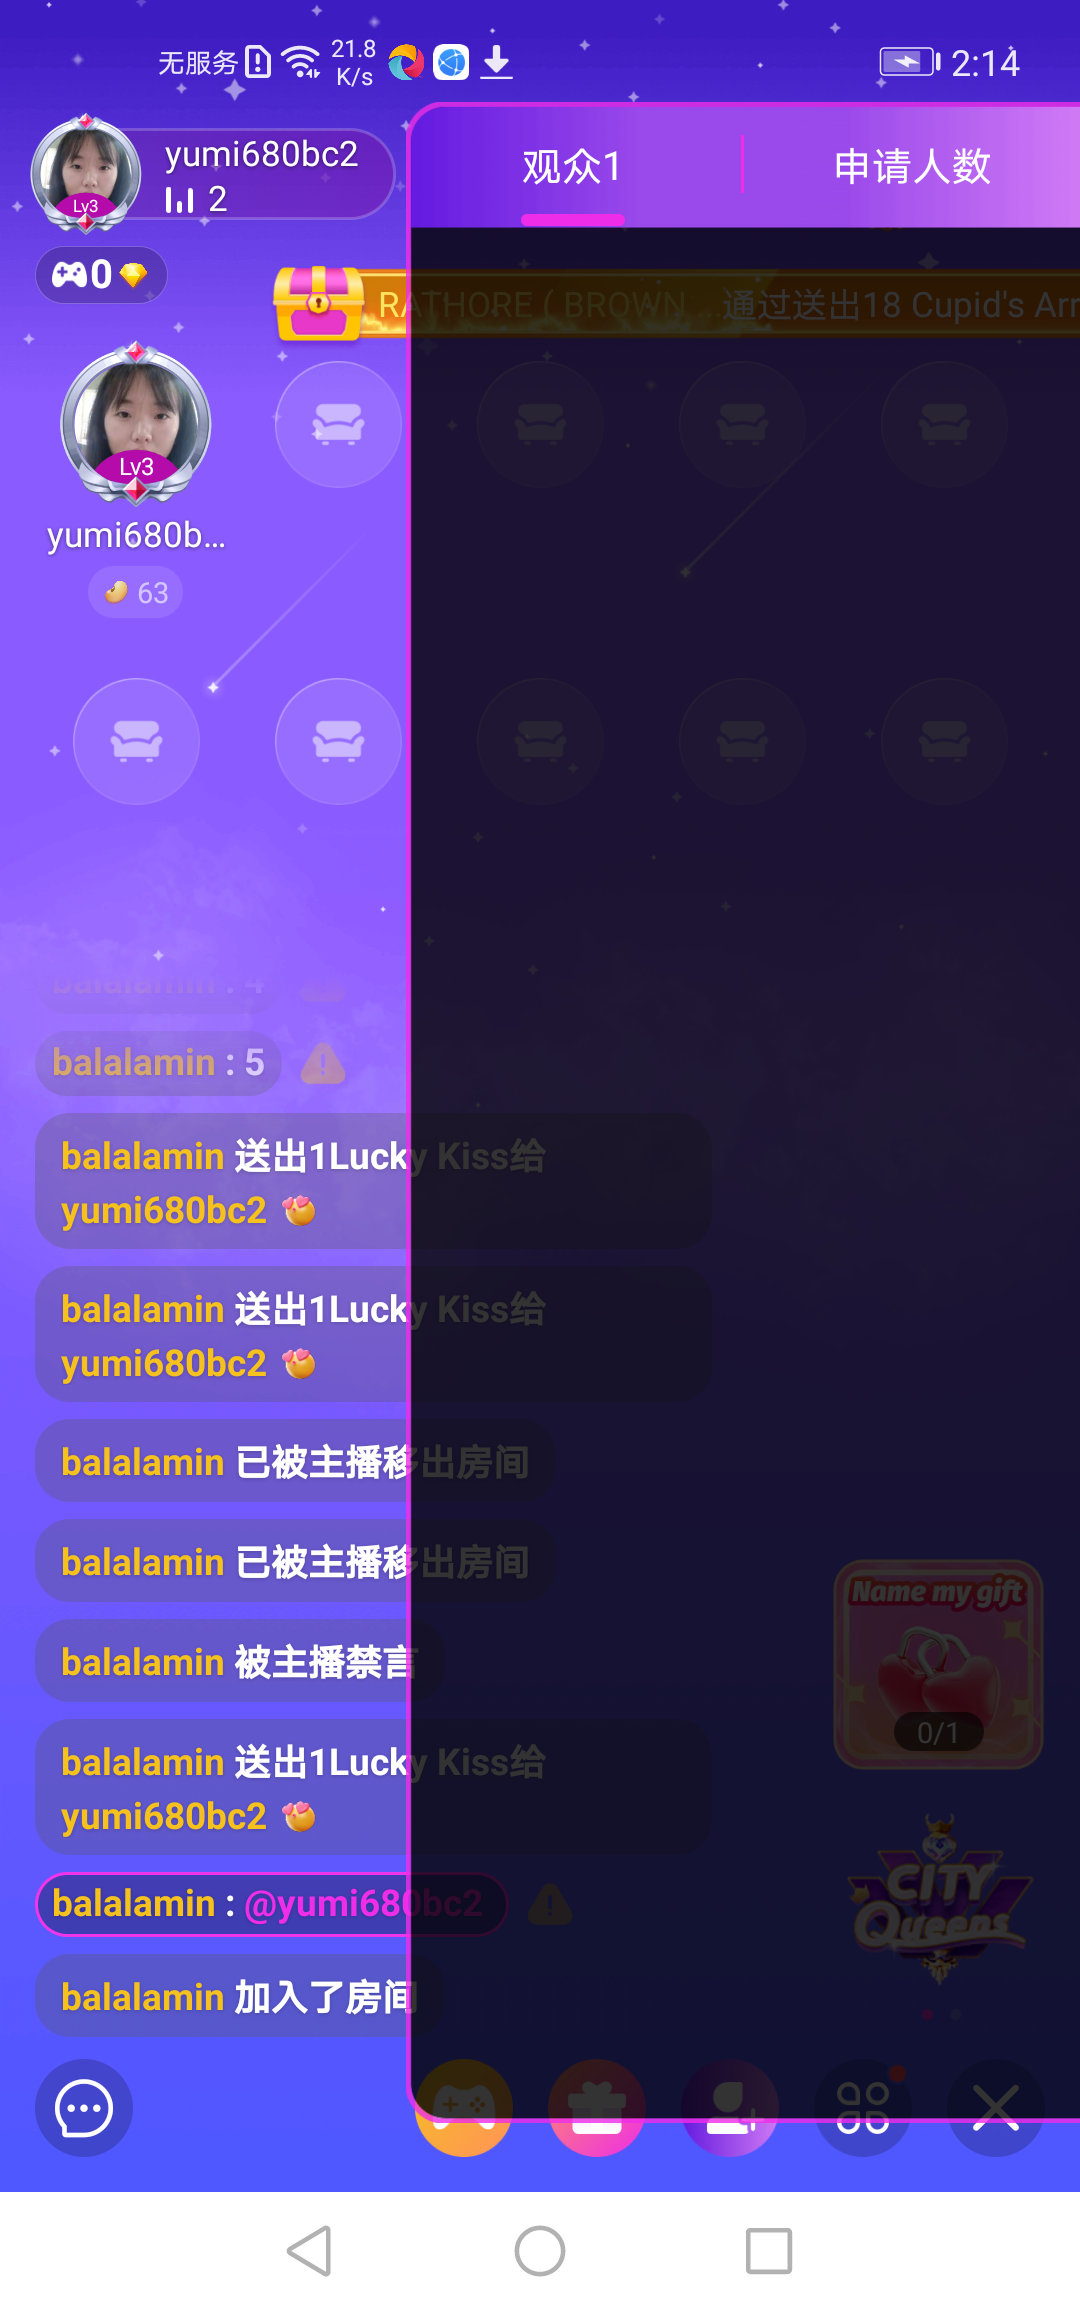 无服务
21.8
K/s
2:14
yumi680bc2
2
Lv3
观众1
申请人数
0
RATHORE ( BROWN ... 通过送出18 Cupid's Arr
Lv3
yumi680b...
63
balalamin : 4
balalamin : 5
balalamin 送出1Lucky Kiss给
yumi680bc2
balalamin 送出1Lucky Kiss给
yumi680bc2
balalamin 已被主播移出房间
balalamin 已被主播移出房间
balalamin 被主播禁言
Name my gift
0/1
balalamin 送出1Lucky Kiss给
yumi680bc2
balalamin : @yumi680bc2
CITY
Queens
balalamin 加入了房间